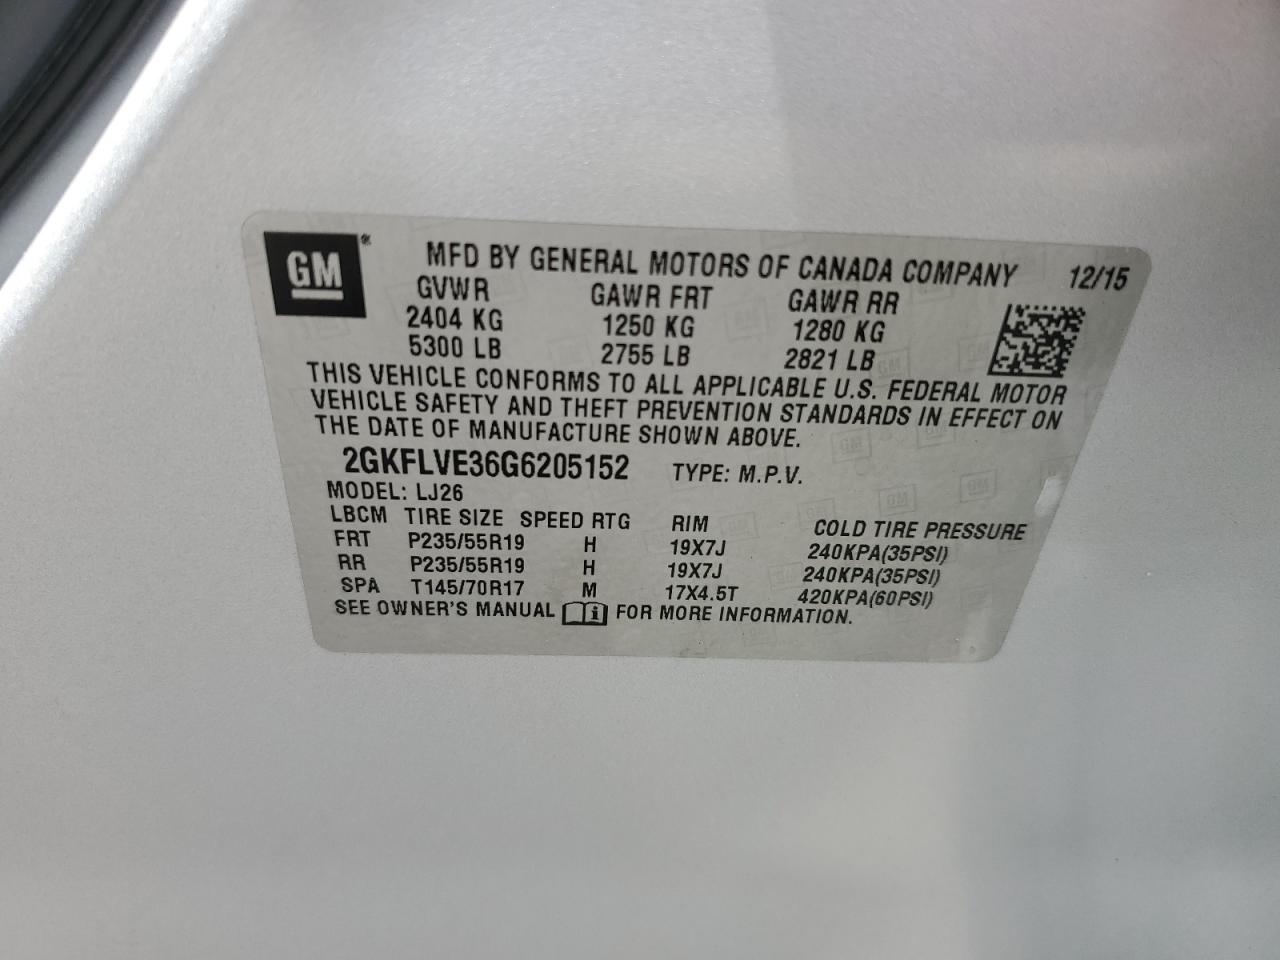 GM®
MFD BY GENERAL MOTORS OF CANADA COMPANY 12/15
GVWR GAWR FRT GAWR RR
2404 KG 1250 KG 1280 KG
5300 LB 2755 LB 2821 LB
THIS VEHICLE CONFORMS TO ALL APPLICABLE U.S. FEDERAL MOTOR
VEHICLE SAFETY AND THEFT PREVENTION STANDARDS IN EFFECT ON
THE DATE OF MANUFACTURE SHOWN ABOVE.
2GKFLVE36G6205152 TYPE: M.P.V.
MODEL: LJ26
LBCM TIRE SIZE SPEED RTG RIM COLD TIRE PRESSURE
FRT P235/55R19 H 19X7J 240KPA(35PSI)
RR P235/55R19 H 19X7J 240KPA(35PSI)
SPA T145/70R17 M 17X4.5T 420KPA(60PSI)
SEE OWNER'S MANUAL i FOR MORE INFORMATION.